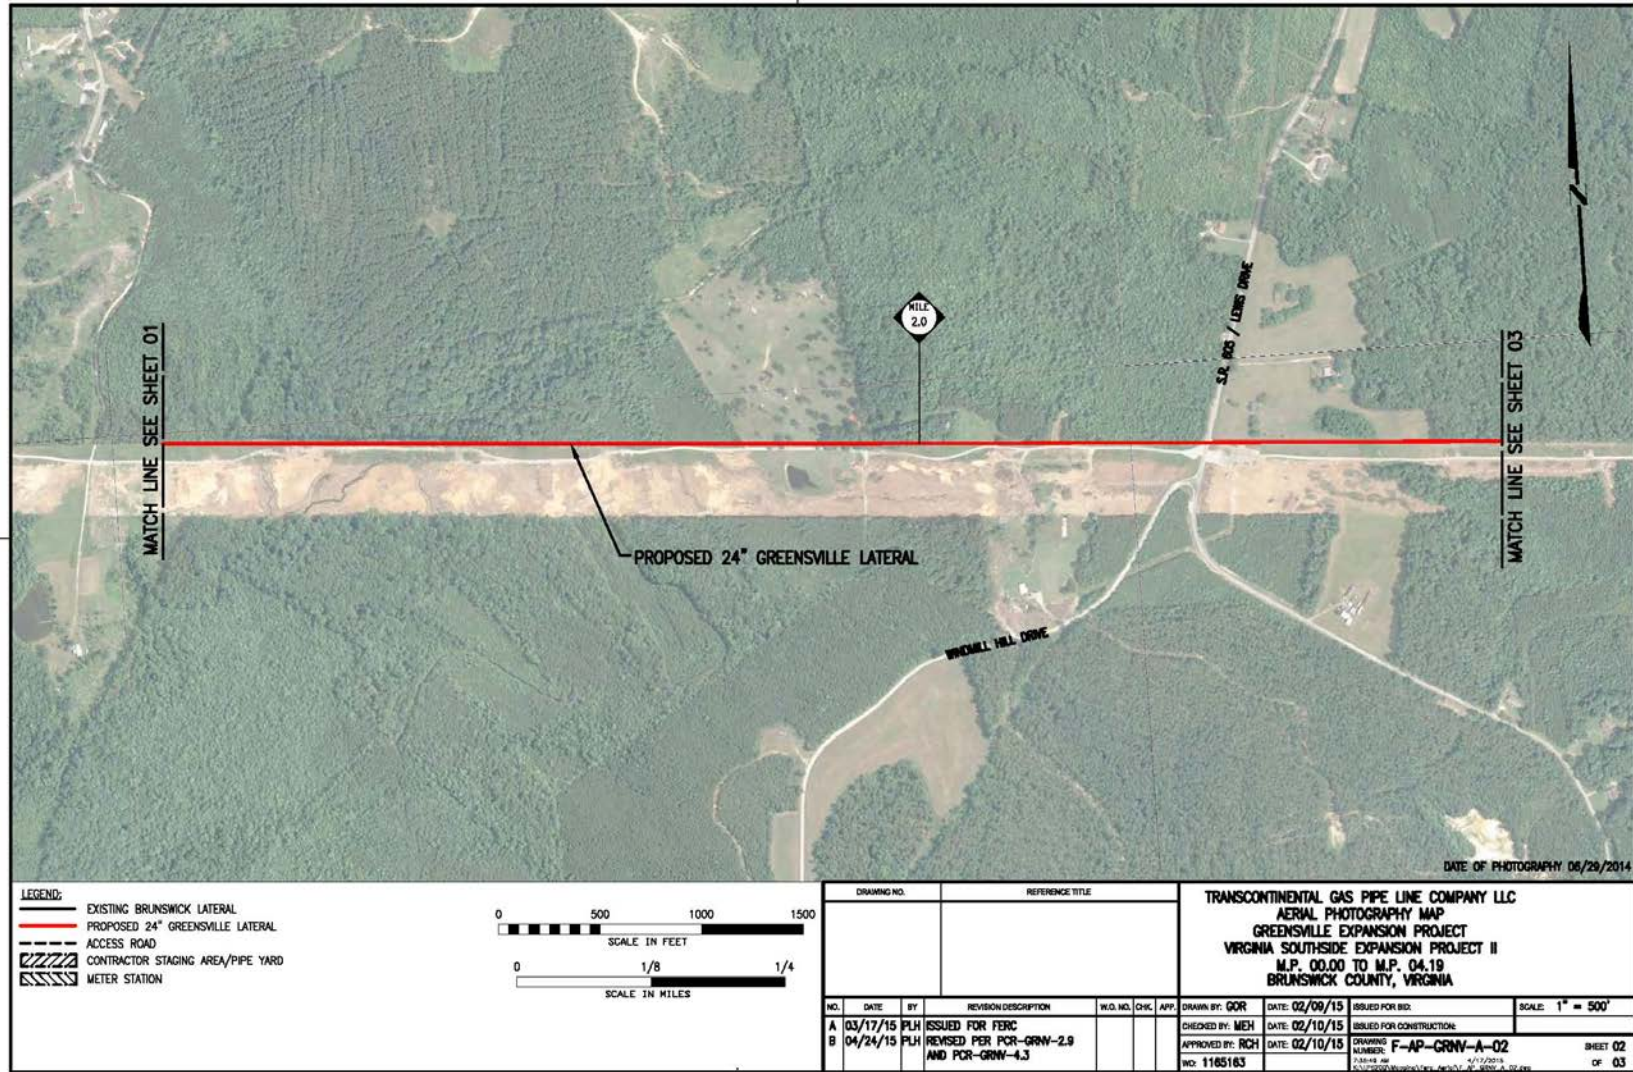 MATCH LINE SEE SHEET 01
MILE
2.0
S.R. 605 / LEWIS DRIVE
MATCH LINE SEE SHEET 03
PROPOSED 24" GREENSVILLE LATERAL
WINDMILL HILL DRIVE
DATE OF PHOTOGRAPHY 06/29/2014
LEGEND:
EXISTING BRUNSWICK LATERAL
PROPOSED 24" GREENSVILLE LATERAL
ACCESS ROAD
CONTRACTOR STAGING AREA/PIPE YARD
METER STATION
0 500 1000 1500
SCALE IN FEET
0 1/8 1/4
SCALE IN MILES
DRAWING NO. REFERENCE TITLE
NO. DATE BY REVISION DESCRIPTION W.O. NO. CHK. APP.
A 03/17/15 PLH ISSUED FOR FERC
B 04/24/15 PLH REVISED PER PCR-GRNV-2.9
AND PCR-GRNV-4.3
TRANSCONTINENTAL GAS PIPE LINE COMPANY LLC
AERIAL PHOTOGRAPHY MAP
GREENSVILLE EXPANSION PROJECT
VIRGINIA SOUTHSIDE EXPANSION PROJECT II
M.P. 00.00 TO M.P. 04.19
BRUNSWICK COUNTY, VIRGINIA
DRAWN BY: GOR DATE: 02/09/15 ISSUED FOR BID: SCALE: 1" = 500'
CHECKED BY: MEH DATE: 02/10/15 ISSUED FOR CONSTRUCTION:
APPROVED BY: RCH DATE: 02/10/15 DRAWING NUMBER: F-AP-GRNV-A-02 SHEET 02
WO: 1165163 4/17/2015 OF 03